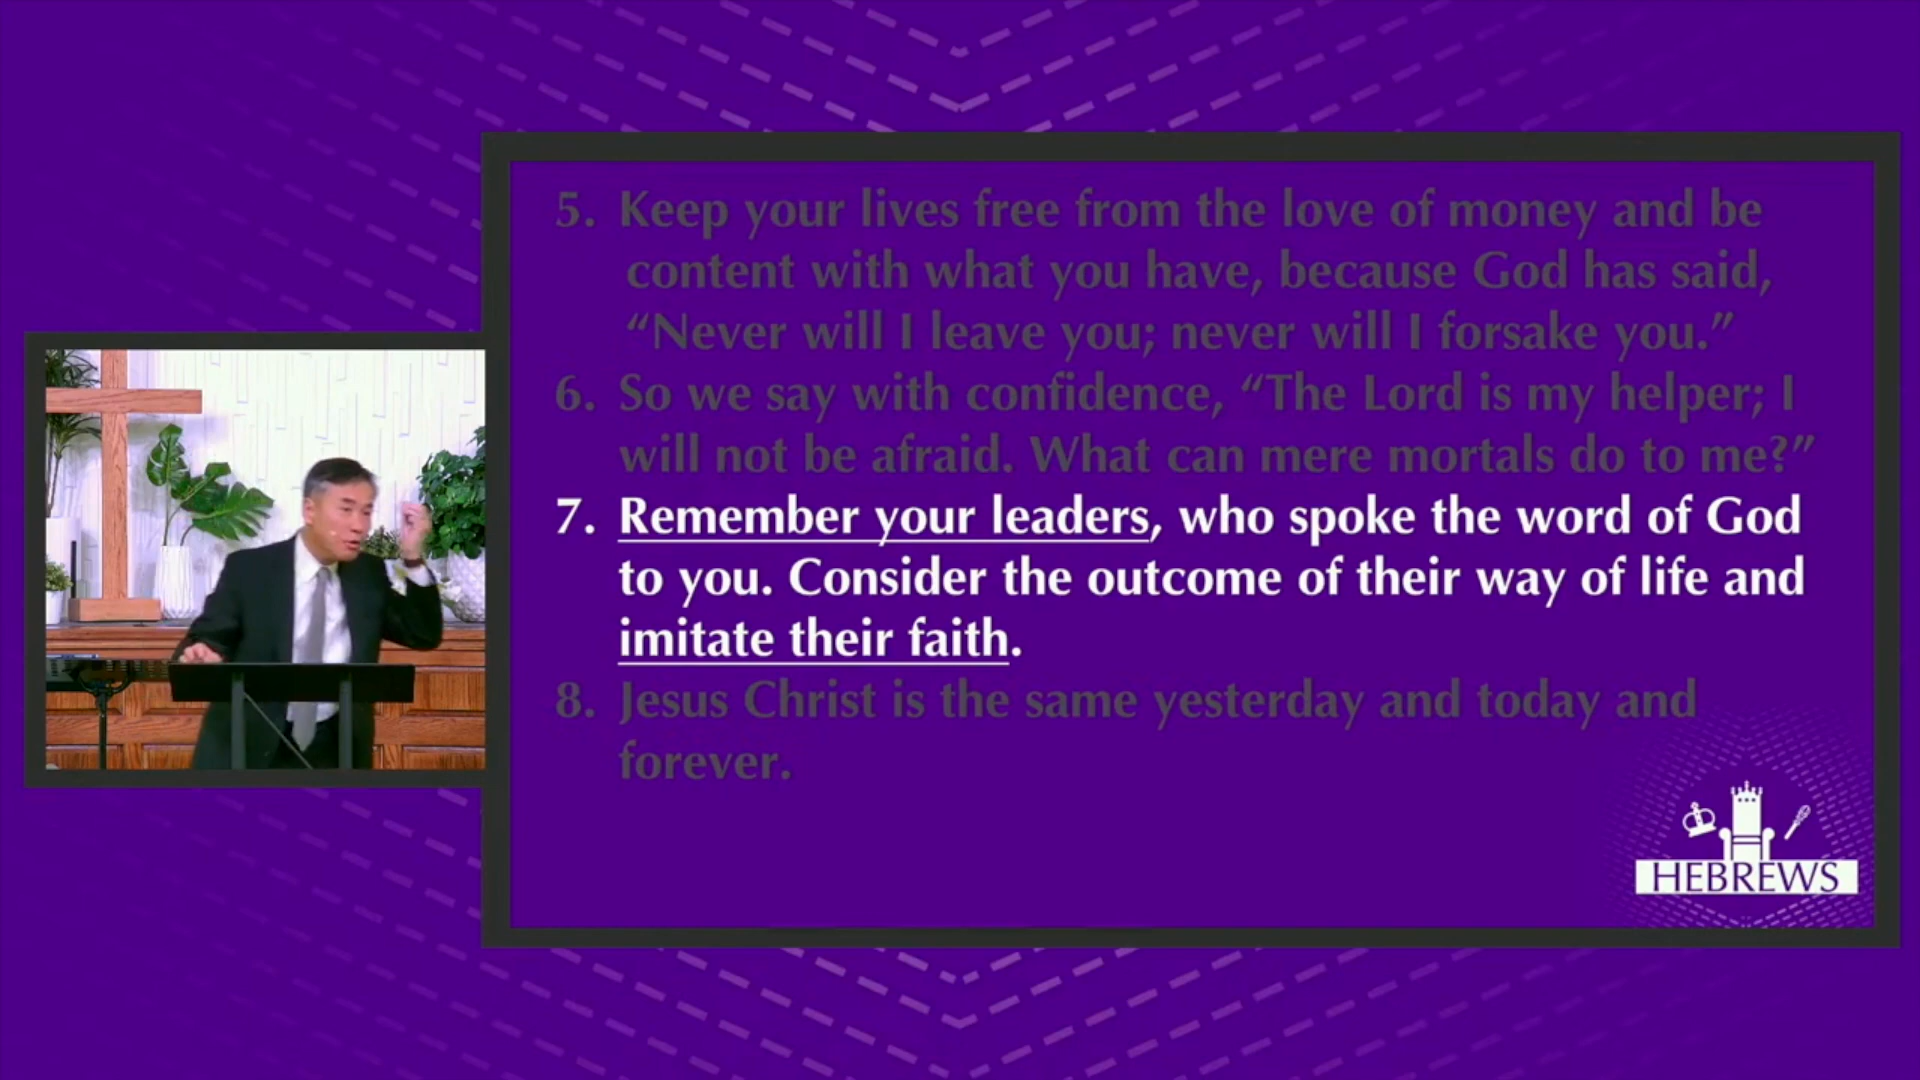 5. Keep your lives free from the love of money and be
content with what you have, because God has said,
“Never will I leave you; never will I forsake you.”
6. So we say with confidence, “The Lord is my helper; I
will not be afraid. What can mere mortals do to me?”
7. Remember your leaders, who spoke the word of God
to you. Consider the outcome of their way of life and
imitate their faith.
8. Jesus Christ is the same yesterday and today and
forever.
HEBREWS